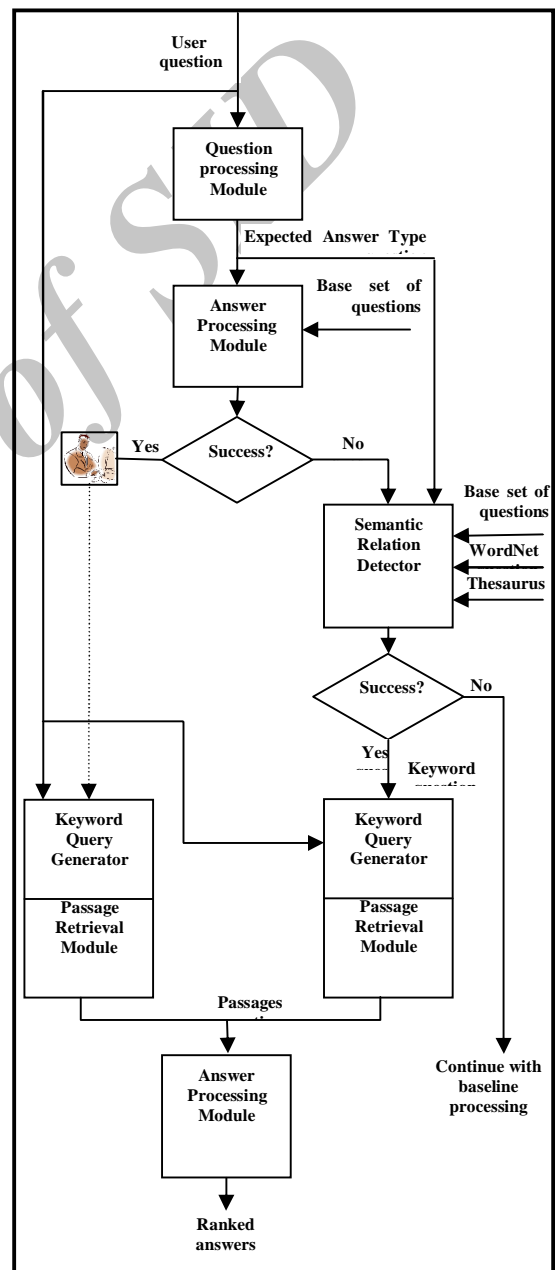 User
question
Question
processing
Module
Expected Answer Type
Base set of
questions
Answer
Processing
Module
Yes
Success?
No
Base set of
questions
Semantic
Relation
Detector
WordNet
Thesaurus
Success?
No
Yes
Keyword
Keyword
Query
Generator
Keyword
Query
Generator
Passage
Retrieval
Module
Passage
Retrieval
Module
Passages
Answer
Processing
Module
Continue with
baseline
processing
Ranked
answers
of SID